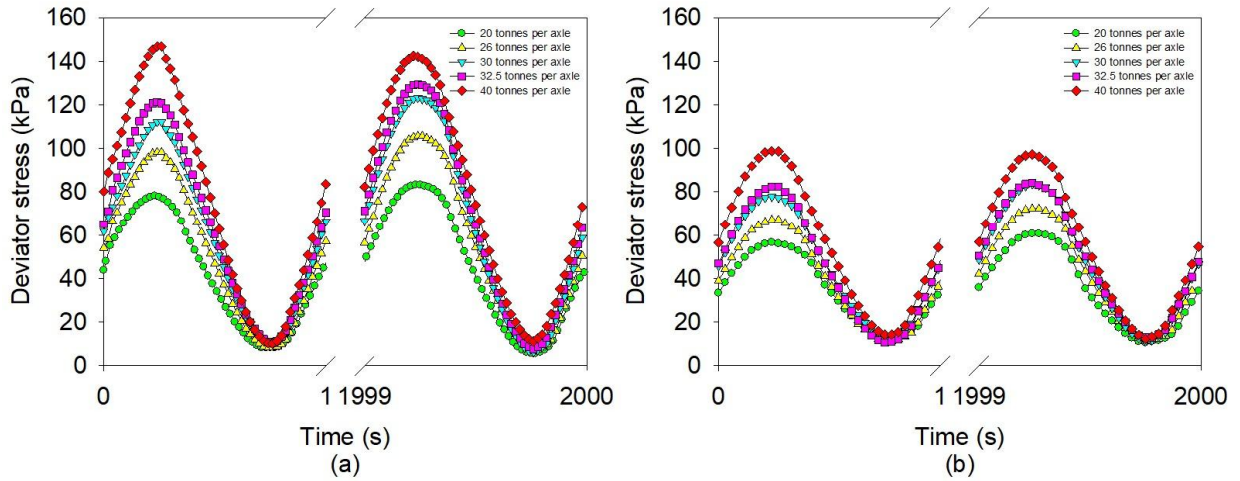 160
140
120
100
80
60
40
20
0
Deviator stress (kPa)
20 tonnes per axle
26 tonnes per axle
30 tonnes per axle
32.5 tonnes per axle
40 tonnes per axle
0 1 1999 2000
Time (s)
(a)
160
140
120
100
80
60
40
20
0
Deviator stress (kPa)
20 tonnes per axle
26 tonnes per axle
30 tonnes per axle
32.5 tonnes per axle
40 tonnes per axle
0 1 1999 2000
Time (s)
(b)